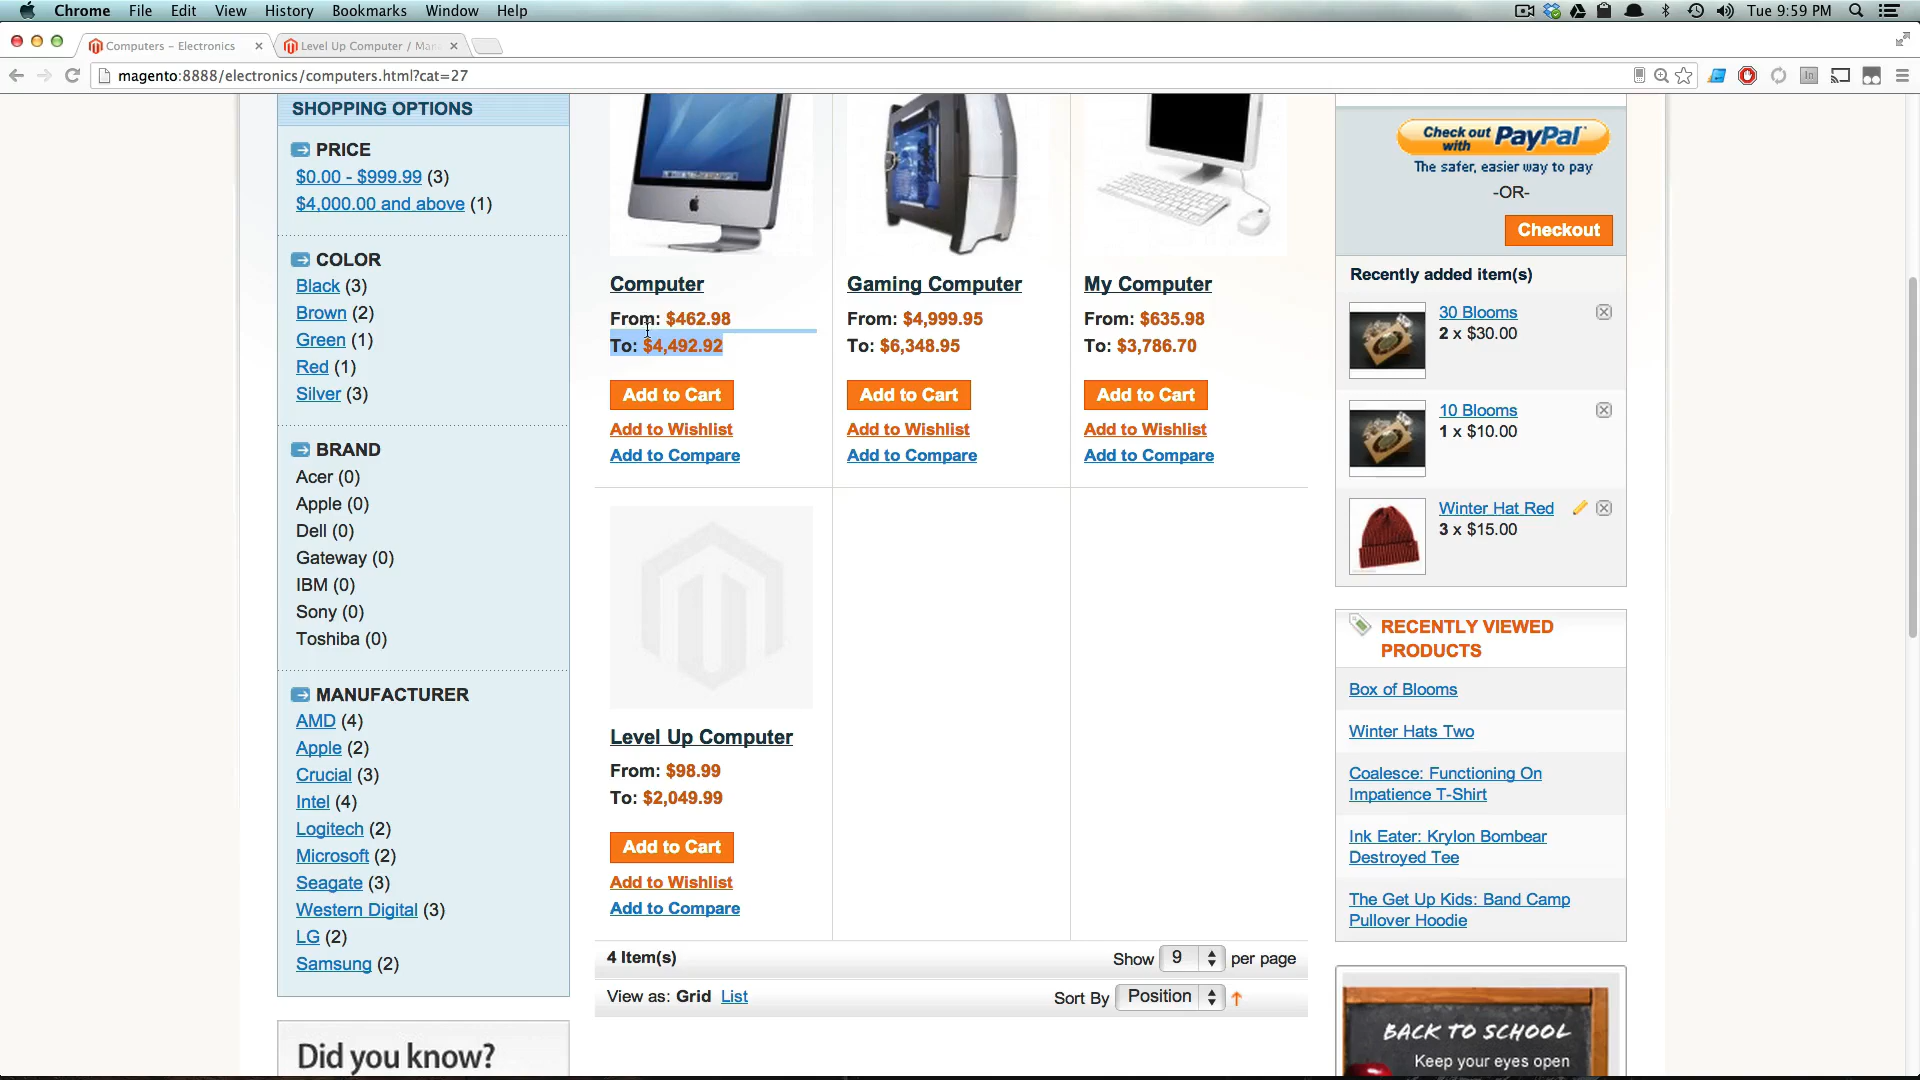 Chrome File Edit View History Bookmarks Window Help Tue 9:59 PM
Computers - Electronics
Level Up Computer / Man
magento:8888/electronics/computers.html?cat=27
SHOPPING OPTIONS
PRICE
$0.00 - $999.99 (3)
$4,000.00 and above (1)
COLOR
Black (3)
Brown (2)
Green (1)
Red (1)
Silver (3)
BRAND
Acer (0)
Apple (0)
Dell (0)
Gateway (0)
IBM (0)
Sony (0)
Toshiba (0)
MANUFACTURER
AMD (4)
Apple (2)
Crucial (3)
Intel (4)
Logitech (2)
Microsoft (2)
Seagate (3)
Western Digital (3)
LG (2)
Samsung (2)
Did you know?
Computer
From: $462.98
To: $4,492.92
Add to Cart
Add to Wishlist
Add to Compare
Gaming Computer
From: $4,999.95
To: $6,348.95
Add to Cart
Add to Wishlist
Add to Compare
My Computer
From: $635.98
To: $3,786.70
Add to Cart
Add to Wishlist
Add to Compare
Level Up Computer
From: $98.99
To: $2,049.99
Add to Cart
Add to Wishlist
Add to Compare
4 Item(s)
Show 9 per page
View as: Grid List
Sort By Position
Check out with PayPal
The safer, easier way to pay
-OR-
Checkout
Recently added item(s)
30 Blooms
2 x $30.00
10 Blooms
1 x $10.00
Winter Hat Red
3 x $15.00
RECENTLY VIEWED
PRODUCTS
Box of Blooms
Winter Hats Two
Coalesce: Functioning On
Impatience T-Shirt
Ink Eater: Krylon Bombear
Destroyed Tee
The Get Up Kids: Band Camp
Pullover Hoodie
BACK TO SCHOOL
Keep your eyes open